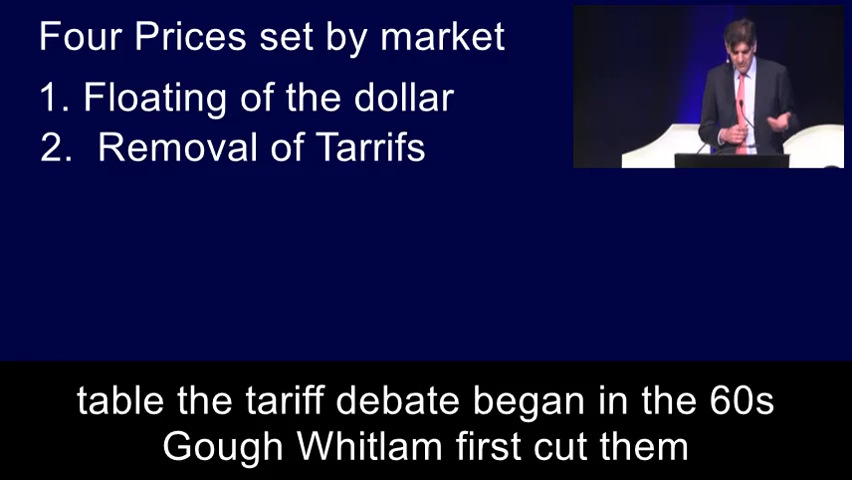 Four Prices set by market
1. Floating of the dollar
2. Removal of Tarrifs
table the tariff debate began in the 60s
Gough Whitlam first cut them